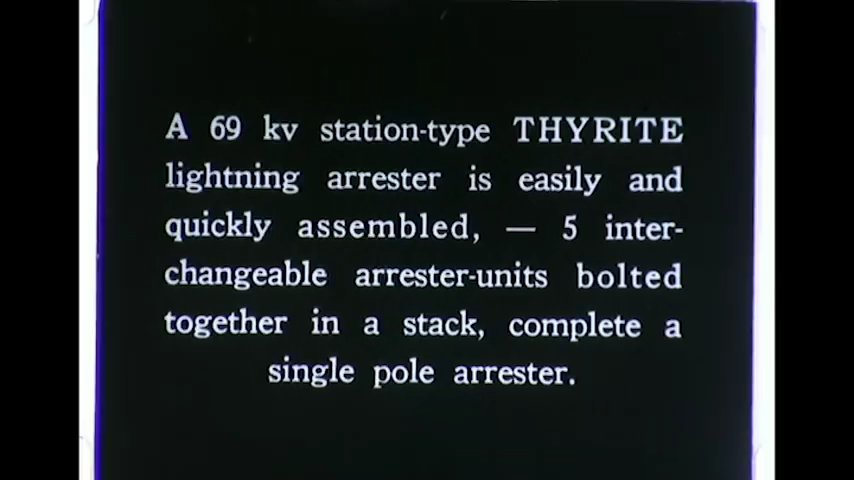 A 69 kv station-type THYRITE
lightning arrester is easily and
quickly assembled, — 5 inter-
changeable arrester-units bolted
together in a stack, complete a
single pole arrester.